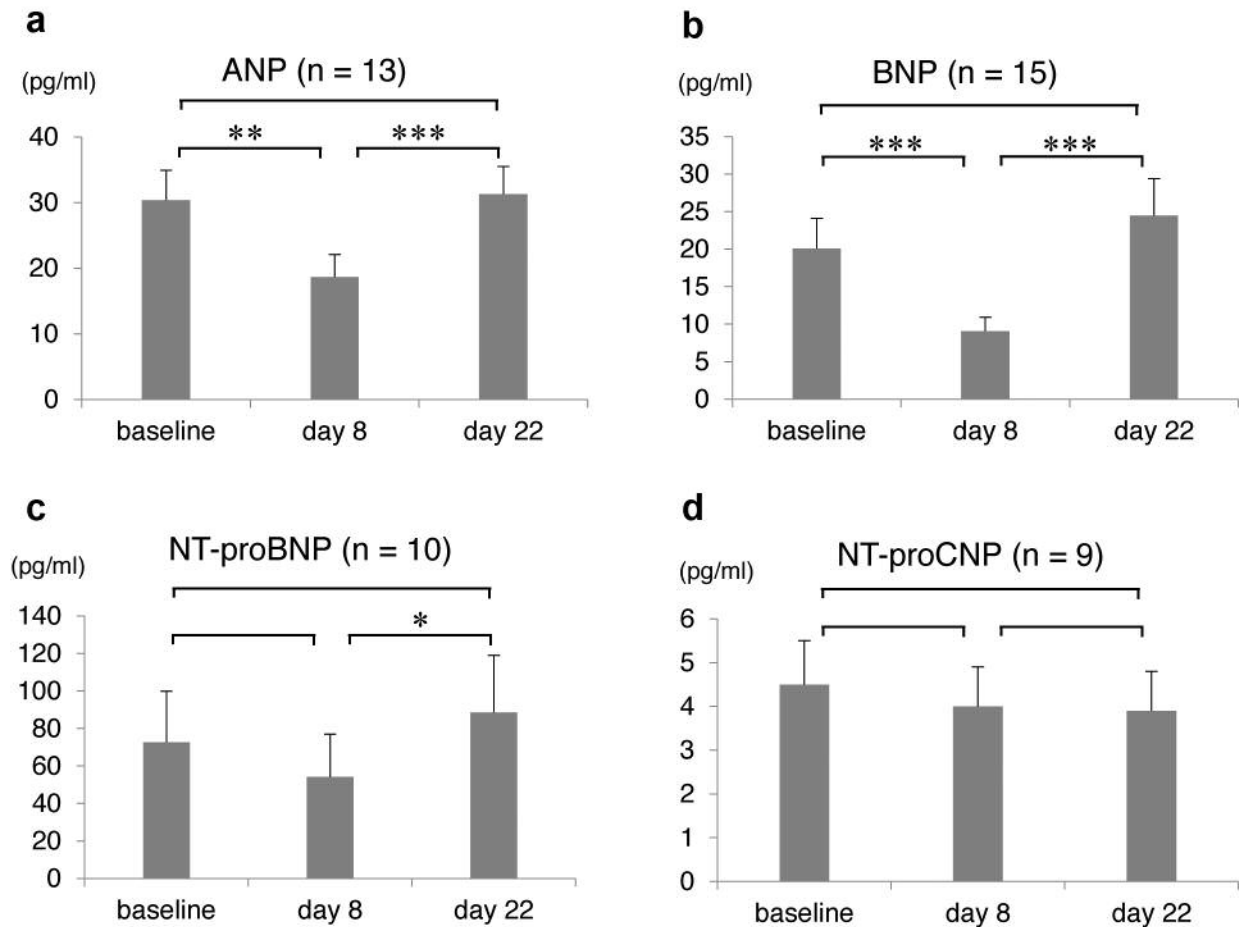 a
ANP (n = 13)
(pg/ml)
** ***
40
30
20
10
0
baseline day 8 day 22
b
BNP (n = 15)
(pg/ml)
*** ***
35
30
25
20
15
10
5
0
baseline day 8 day 22
c
NT-proBNP (n = 10)
(pg/ml)
140
*
120
100
80
60
40
20
0
baseline day 8 day 22
d
NT-proCNP (n = 9)
(pg/ml)
6
5
4
3
2
1
0
baseline day 8 day 22